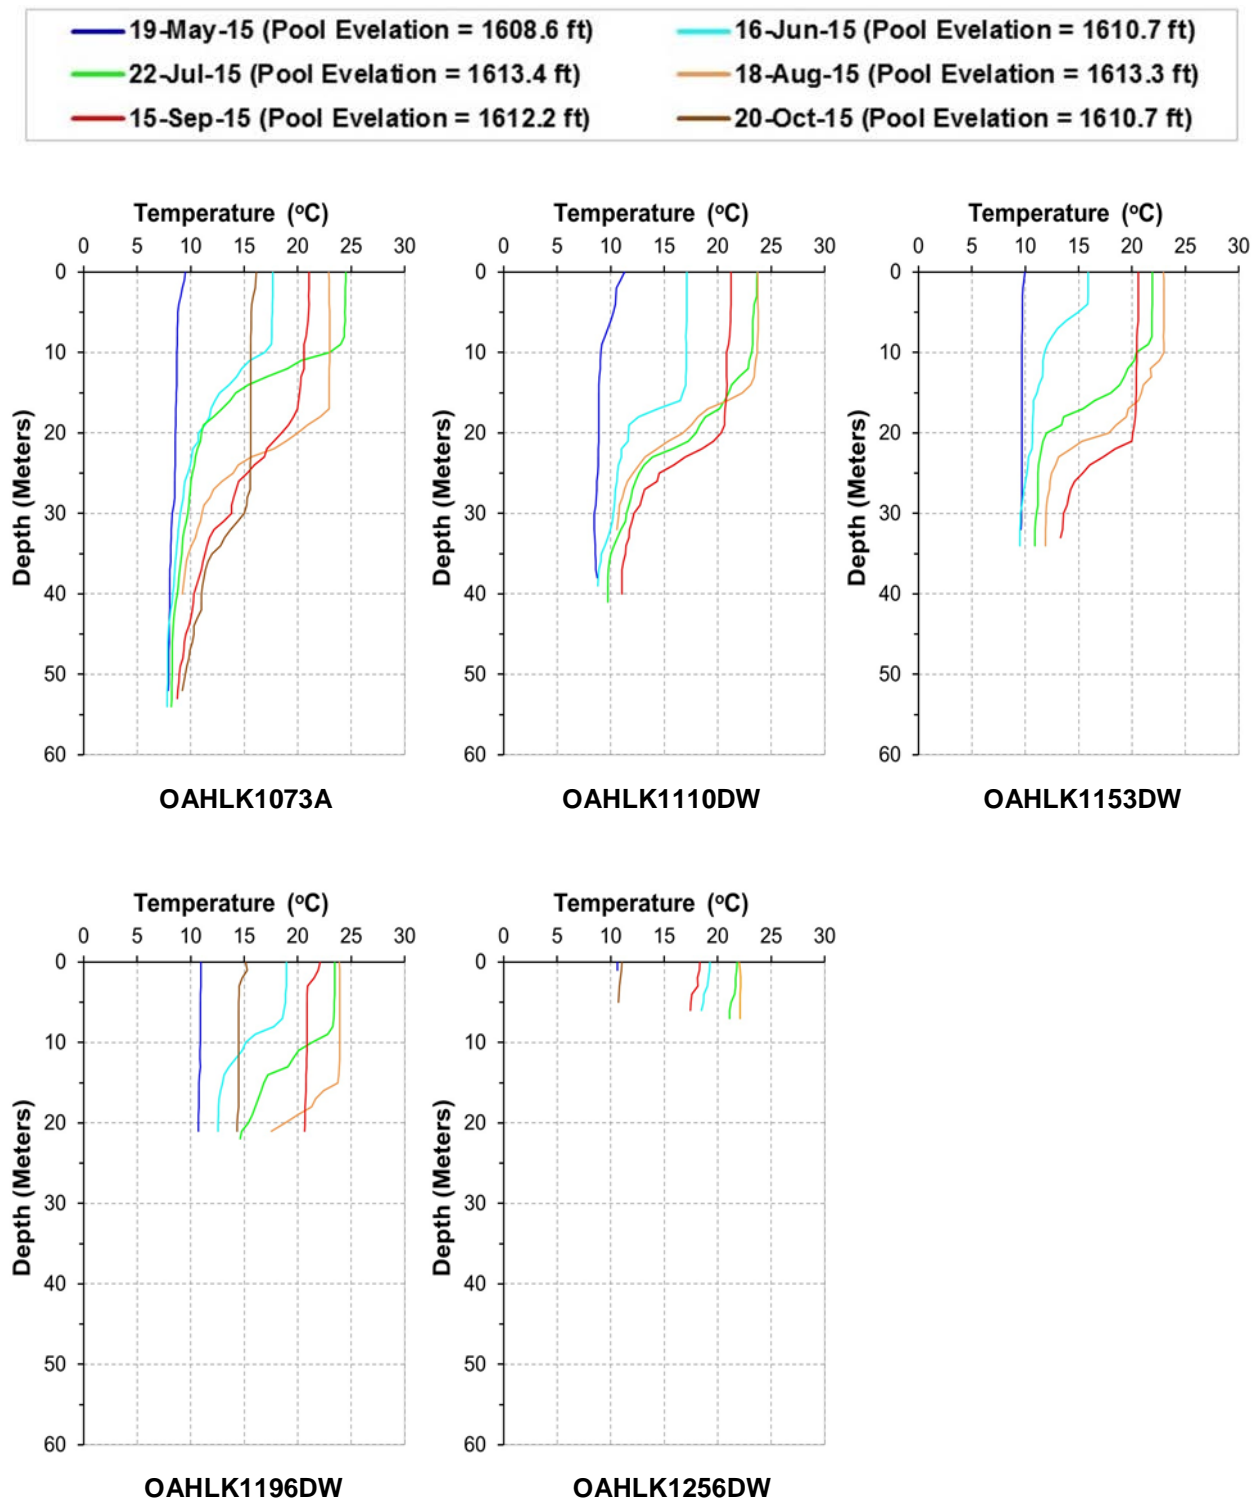 19-May-15 (Pool Evelation = 1608.6 ft) 16-Jun-15 (Pool Evelation = 1610.7 ft)
22-Jul-15 (Pool Evelation = 1613.4 ft) 18-Aug-15 (Pool Evelation = 1613.3 ft)
15-Sep-15 (Pool Evelation = 1612.2 ft) 20-Oct-15 (Pool Evelation = 1610.7 ft)
Temperature (°C) Temperature (°C) Temperature (°C)
0 5 10 15 20 25 30 0 5 10 15 20 25 30 0 5 10 15 20 25 30
0 0 0
10 10 10
20 20 20
30 30 30
40 40 40
50 50 50
60 60 60
Depth (Meters) Depth (Meters) Depth (Meters)
OAHLK1073A OAHLK1110DW OAHLK1153DW
Temperature (°C) Temperature (°C)
0 5 10 15 20 25 30 0 5 10 15 20 25 30
0 0
10 10
20 20
30 30
40 40
50 50
60 60
Depth (Meters) Depth (Meters)
OAHLK1196DW OAHLK1256DW